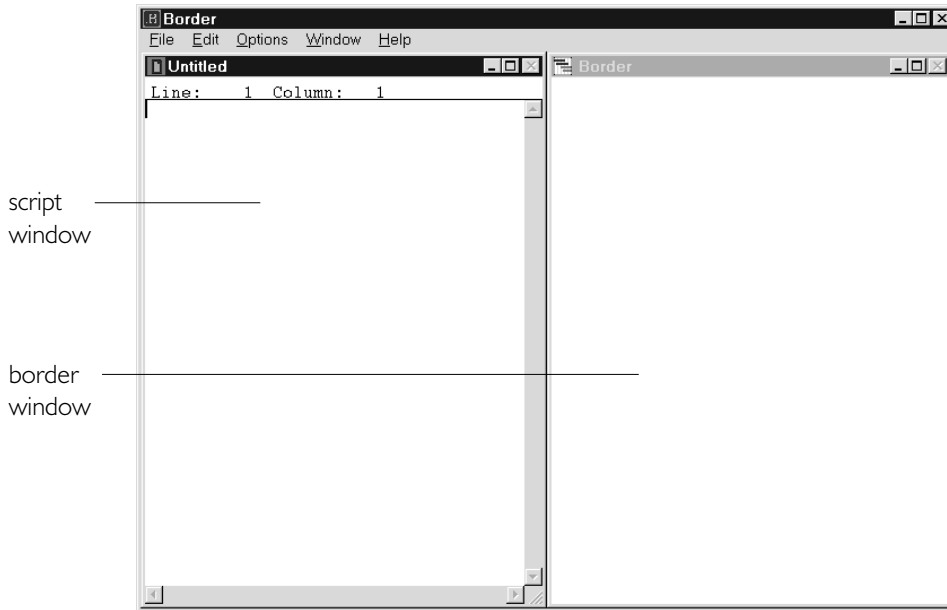 Border
File Edit Options Window Help
Untitled
Border
Line: 1 Column: 1
script
window
border
window